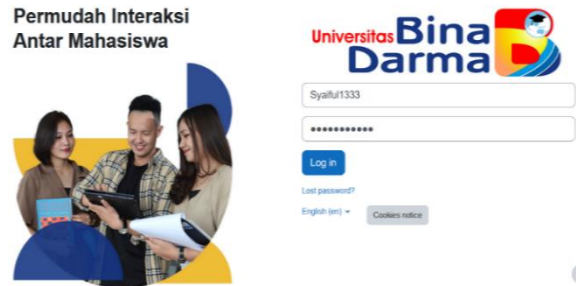 Permudah Interaksi
Antar Mahasiswa
Universitas Bina
Darma
Syaiful1333
●●●●●●●●●●●
Log in
Lost password?
English (en)
Cookies notice